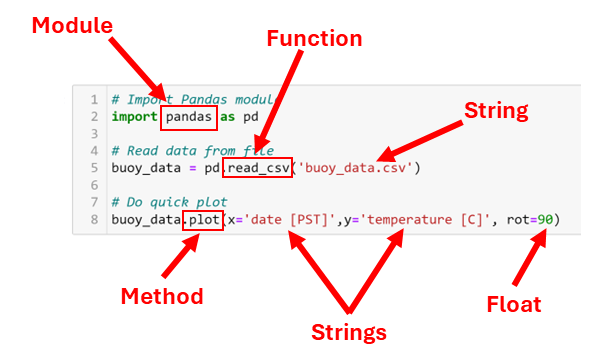 Module
Function
String
1 # Import Pandas module
2 import pandas as pd
3
4 # Read data from file
5 buoy_data = pd.read_csv('buoy_data.csv')
6
7 # Do quick plot
8 buoy_data.plot(x='date [PST]',y='temperature [C]', rot=90)
Method
Strings
Float